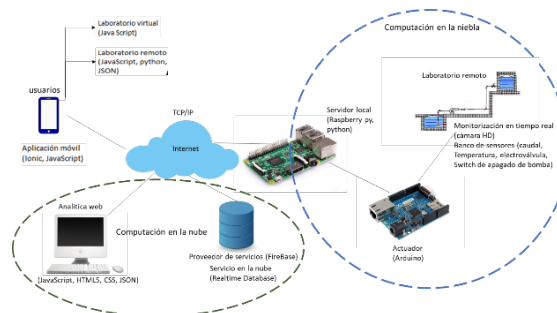 Laboratorio virtual
(Java Script)
Laboratorio remoto
(JavaScript, python,
JSON)
usuarios
Aplicación móvil
(Ionic, JavaScript)
TCP/IP
Internet
Servidor local
(Raspberry py,
python)
Computación en la niebla
Laboratorio remoto
Monitorización en tiempo real
(cámara HD)
Banco de sensores (caudal,
Temperatura, electroválvula,
Switch de apagado de bomba)
Actuador
(Arduino)
Analítica web
(JavaScript, HTML5, CSS, JSON)
Computación en la nube
Proveedor de servicios (FireBase)
Servicio en la nube
(Realtime Database)